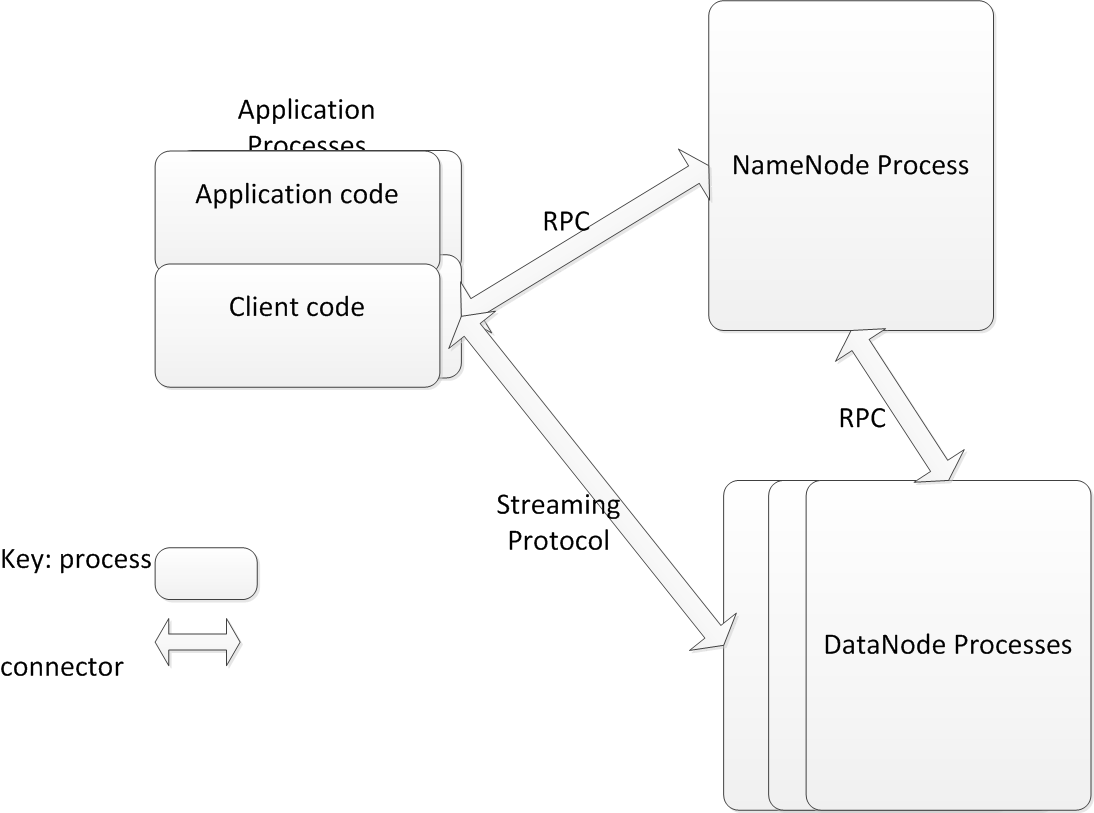 Application
Processes
Application code
Client code
RPC
NameNode Process
RPC
Streaming
Protocol
DataNode Processes
Key: process
connector